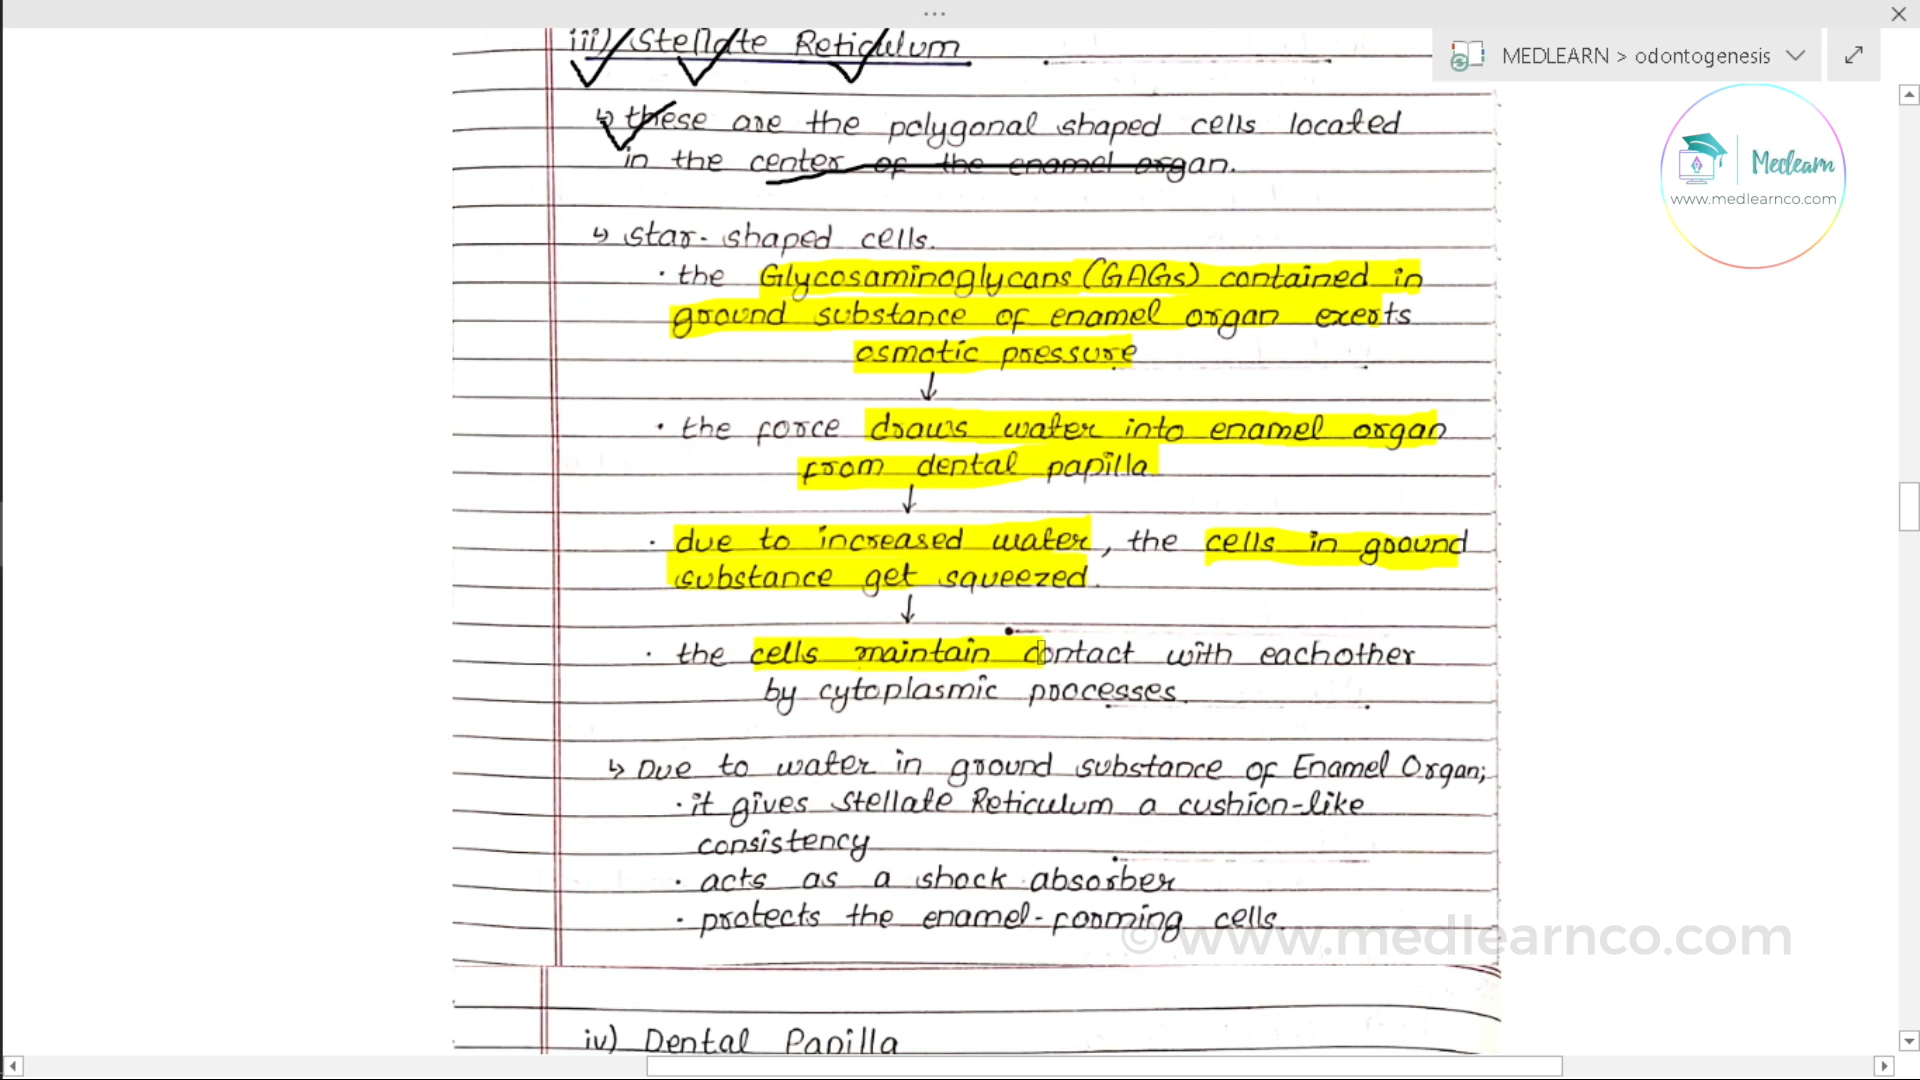 iii) Stellate Reticulum
MEDLEARN > odontogenesis
Medlearn
www.medlearnco.com
↳ these are the polygonal shaped cells located
in the center of the enamel organ.
↳ star-shaped cells.
· the Glycosaminoglycans (GAGs) contained in
ground substance of enamel organ exerts
osmotic pressure
↓
· the force draws water into enamel organ
from dental papilla
↓
· due to increased water, the cells in ground
substance get squeezed.
↓
· the cells maintain contact with eachother
by cytoplasmic processes.
↳ Due to water in ground substance of Enamel Organ;
· it gives Stellate Reticulum a cushion-like
consistency
· acts as a shock absorber
· protects the enamel-forming cells.
© www.medlearnco.com
iv) Dental Papilla